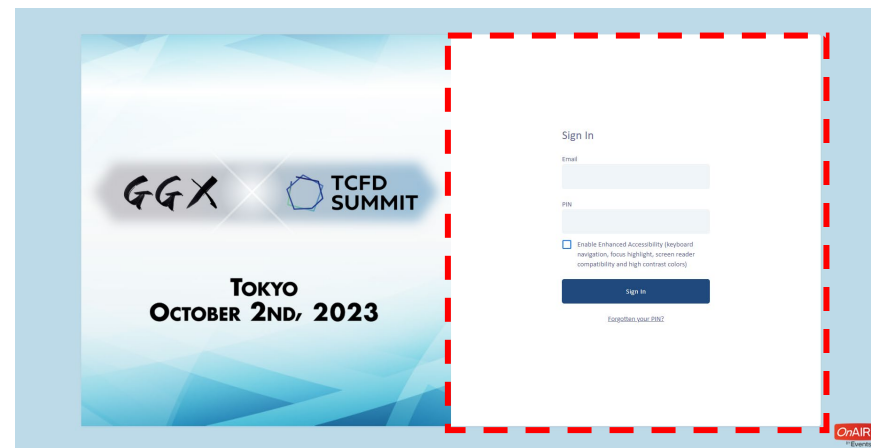 GGX
TCFD
SUMMIT
TOKYO
OCTOBER 2ND, 2023
Sign In
Email
PIN
Enable Enhanced Accessibility (keyboard
navigation, focus highlight, screen reader
compatibility and high contrast colors)
Sign In
Forgotten your PIN?
OnAIR
Events